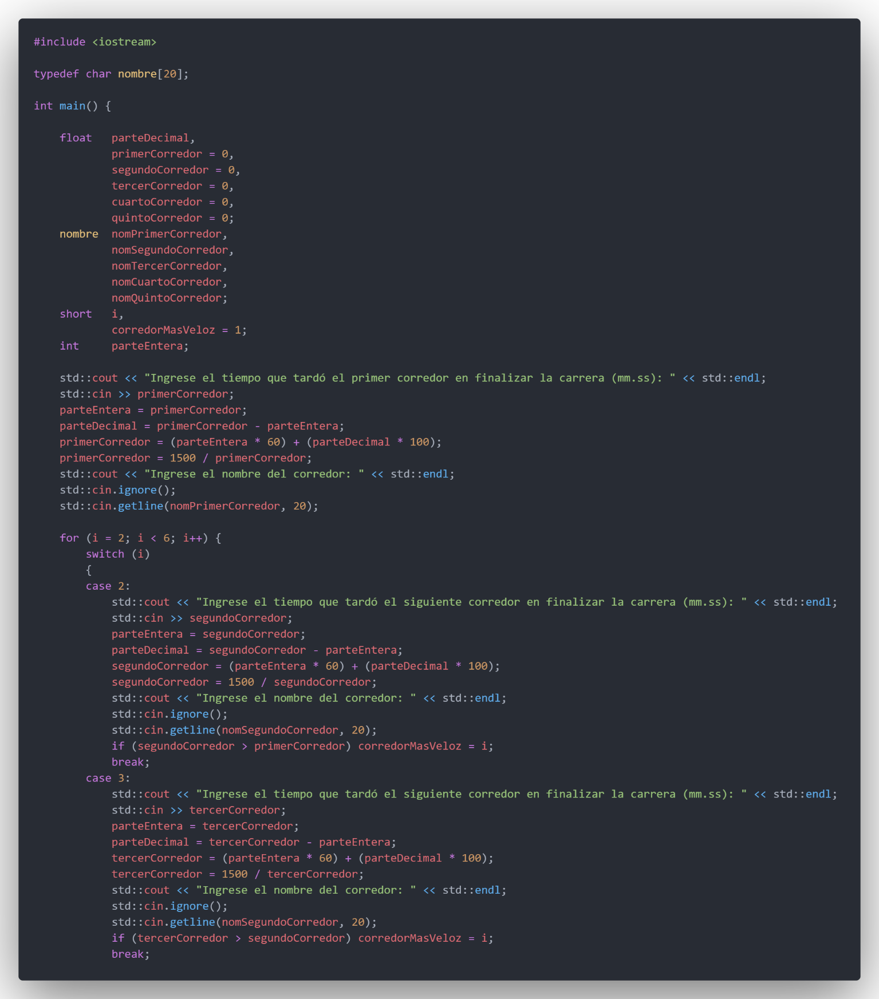 #include <iostream>
typedef char nombre[20];
int main() {
float parteDecimal,
primerCorredor = 0,
segundoCorredor = 0,
tercerCorredor = 0,
cuartoCorredor = 0,
quintoCorredor = 0;
nombre nomPrimerCorredor,
nomSegundoCorredor,
nomTercerCorredor,
nomCuartoCorredor,
nomQuintoCorredor;
short i,
corredorMasVeloz = 1;
int parteEntera;
std::cout << "Ingrese el tiempo que tardó el primer corredor en finalizar la carrera (mm.ss): " << std::endl;
std::cin >> primerCorredor;
parteEntera = primerCorredor;
parteDecimal = primerCorredor - parteEntera;
primerCorredor = (parteEntera * 60) + (parteDecimal * 100);
primerCorredor = 1500 / primerCorredor;
std::cout << "Ingrese el nombre del corredor: " << std::endl;
std::cin.ignore();
std::cin.getline(nomPrimerCorredor, 20);
for (i = 2; i < 6; i++) {
switch (i)
{
case 2:
std::cout << "Ingrese el tiempo que tardó el siguiente corredor en finalizar la carrera (mm.ss): " << std::endl;
std::cin >> segundoCorredor;
parteEntera = segundoCorredor;
parteDecimal = segundoCorredor - parteEntera;
segundoCorredor = (parteEntera * 60) + (parteDecimal * 100);
segundoCorredor = 1500 / segundoCorredor;
std::cout << "Ingrese el nombre del corredor: " << std::endl;
std::cin.ignore();
std::cin.getline(nomSegundoCorredor, 20);
if (segundoCorredor > primerCorredor) corredorMasVeloz = i;
break;
case 3:
std::cout << "Ingrese el tiempo que tardó el siguiente corredor en finalizar la carrera (mm.ss): " << std::endl;
std::cin >> tercerCorredor;
parteEntera = tercerCorredor;
parteDecimal = tercerCorredor - parteEntera;
tercerCorredor = (parteEntera * 60) + (parteDecimal * 100);
tercerCorredor = 1500 / tercerCorredor;
std::cout << "Ingrese el nombre del corredor: " << std::endl;
std::cin.ignore();
std::cin.getline(nomSegundoCorredor, 20);
if (tercerCorredor > segundoCorredor) corredorMasVeloz = i;
break;